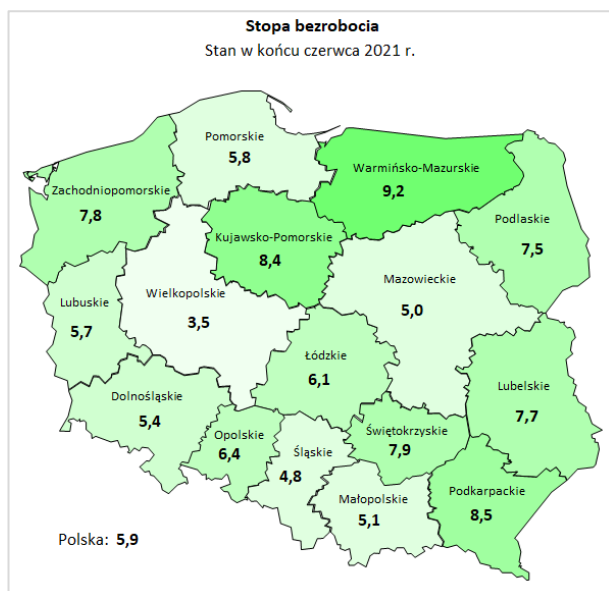 Stopa bezrobocia
Stan w końcu czerwca 2021 r.
Pomorskie
5,8
Warmińsko-Mazurskie
9,2
Zachodniopomorskie
7,8
Podlaskie
7,5
Kujawsko-Pomorskie
8,4
Mazowieckie
5,0
Wielkopolskie
3,5
Lubuskie
5,7
Łódzkie
6,1
Lubelskie
7,7
Dolnośląskie
5,4
Opolskie
6,4
Świętokrzyskie
7,9
Śląskie
4,8
Podkarpackie
8,5
Małopolskie
5,1
Polska: 5,9